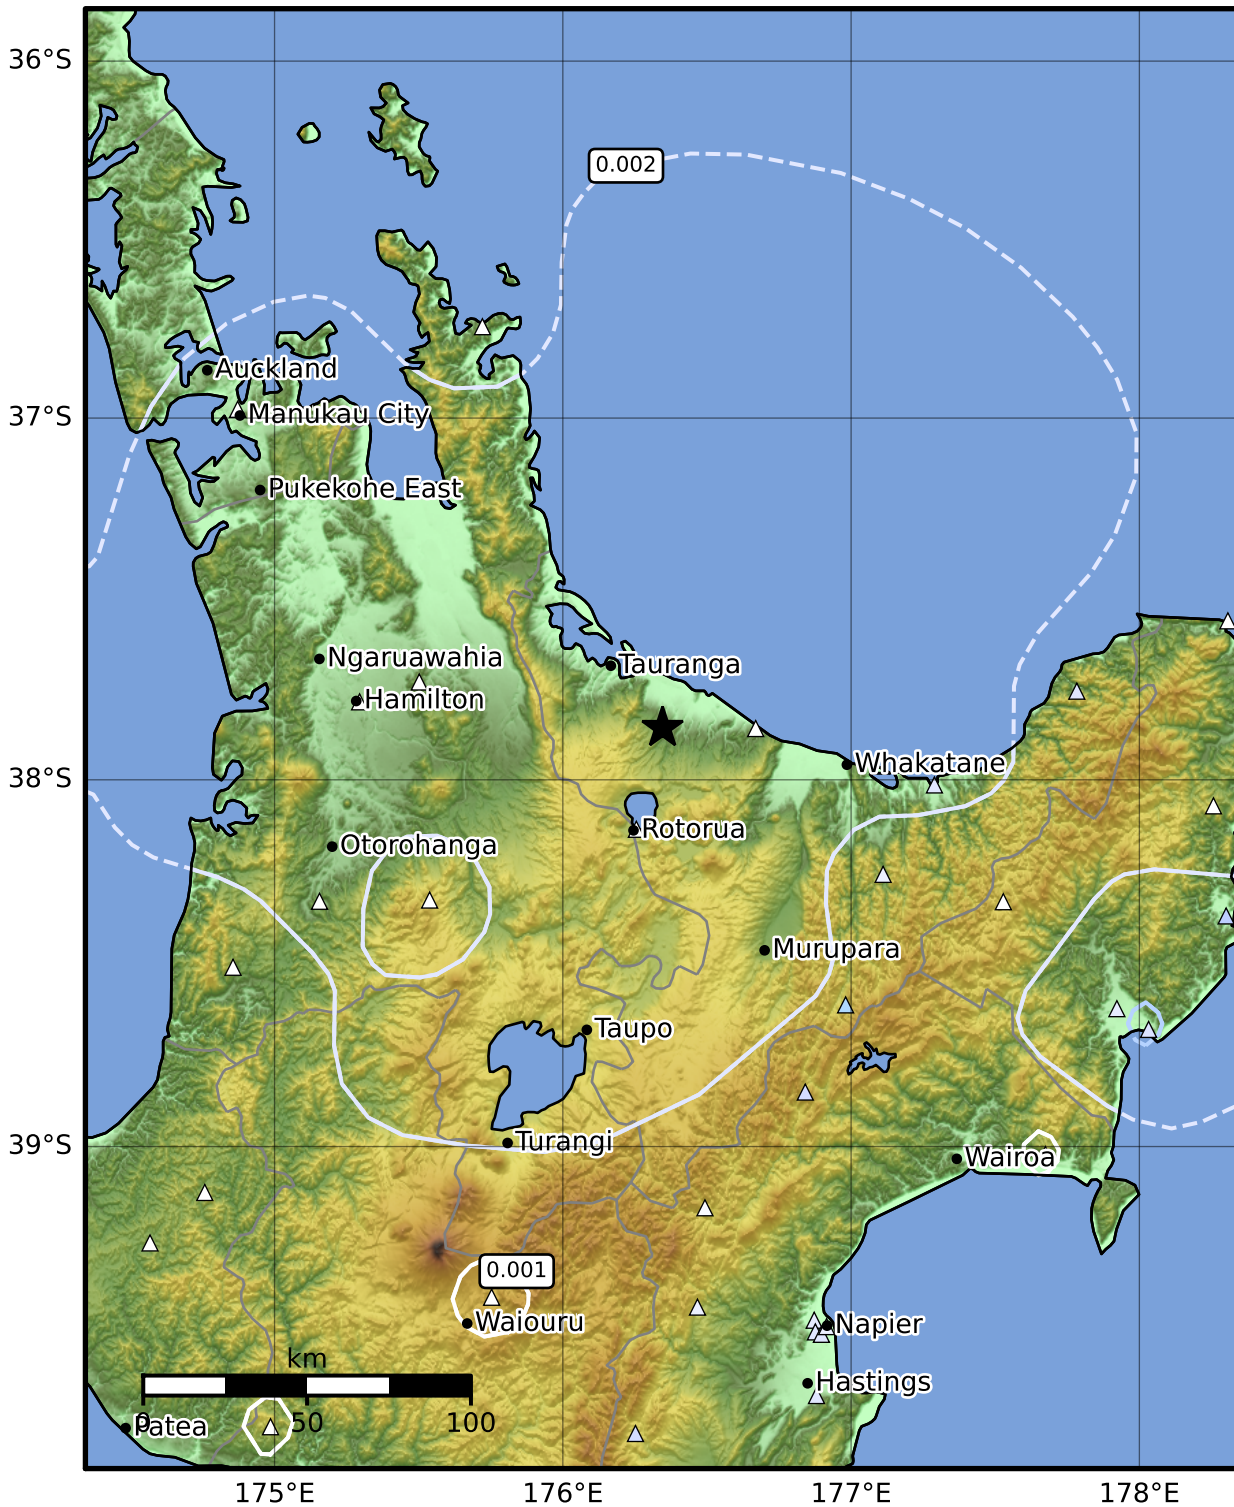 36°S
0.002
Auckland
37°S
Manukau City
Pukekohe East
Ngaruawahia
Tauranga
Hamilton
Whakatane
38°S
Rotorua
Otorohanga
Murupara
Taupo
Turangi
39°S
Wairoa
0.001
Waiouru
Napier
km
Hastings
0 50 100
Patea
175°E 176°E 177°E 178°E